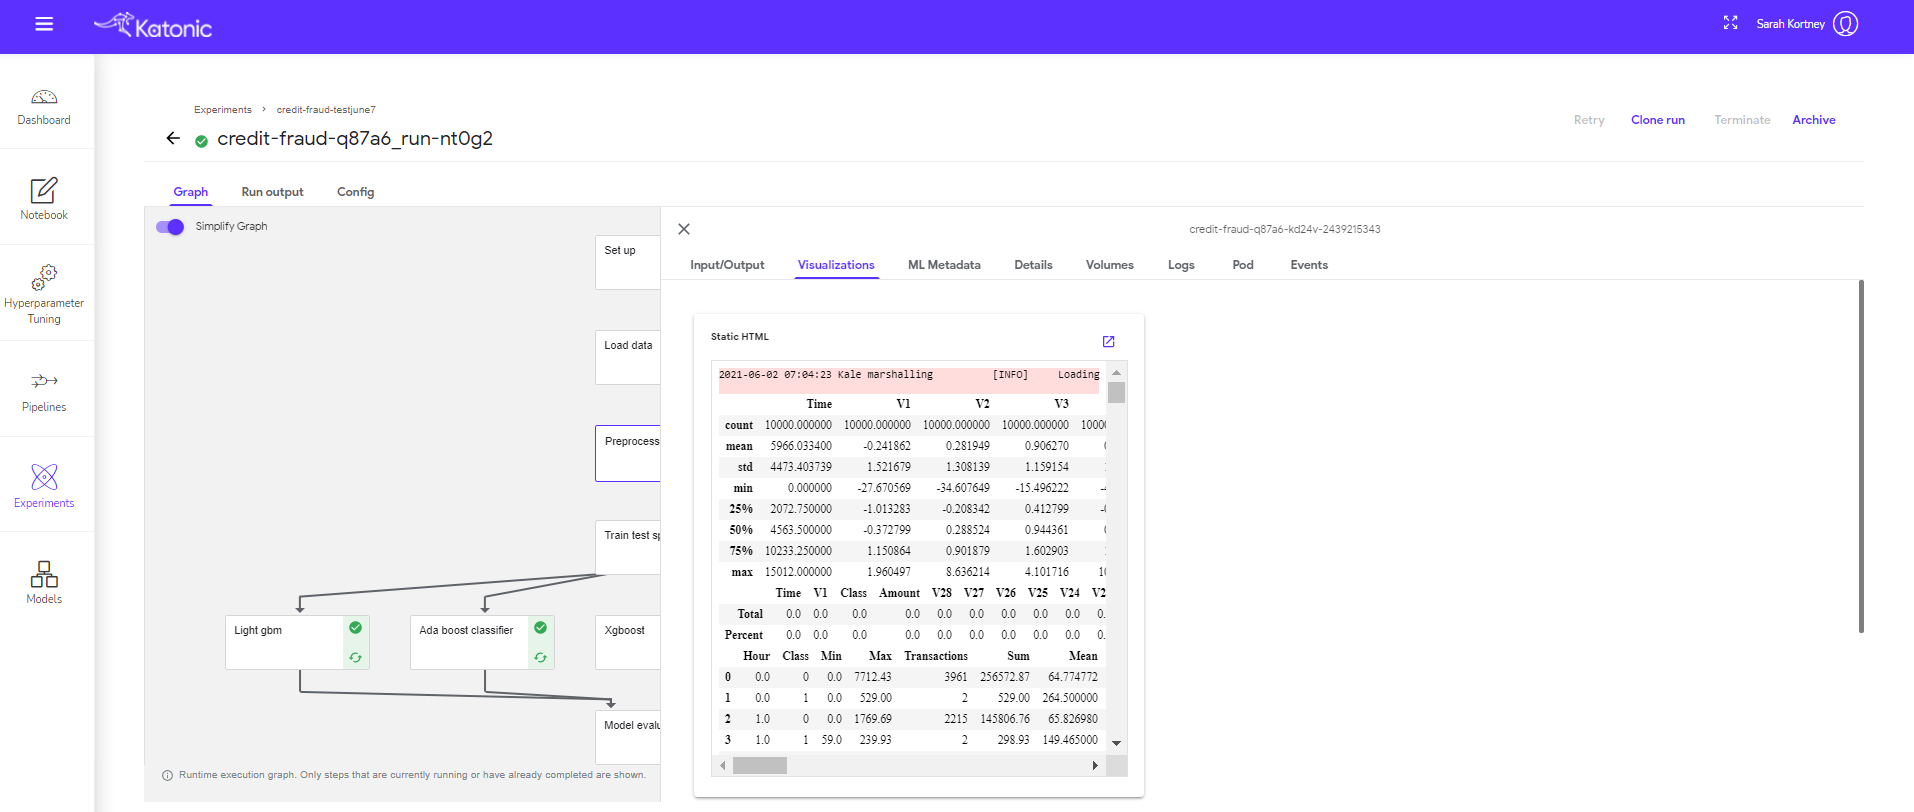 Katonic
Sarah Kortney
Dashboard
Notebook
Hyperparameter
Tuning
Pipelines
Experiments
Models
Experiments > credit-fraud-testjune7
credit-fraud-q87a6_run-nt0g2
Retry Clone run Terminate Archive
Graph Run output Config
Simplify Graph
Set up
Load data
Preprocess
Train test sp
Light gbm
Ada boost classifier
Xgboost
Model evalu
Runtime execution graph. Only steps that are currently running or have already completed are shown.
credit-fraud-q87a6-kd24v-2439215343
Input/Output Visualizations ML Metadata Details Volumes Logs Pod Events
Static HTML
2021-06-02 07:04:23 Kale marshalling [INFO] Loading
Time V1 V2 V3
count 10000.000000 10000.000000 10000.000000 10000.000000 1000
mean 5966.033400 -0.241862 0.281949 0.906270
std 4473.403739 1.521679 1.308139 1.159154
min 0.000000 -27.670569 -34.607649 -15.496222
25% 2072.750000 -1.013283 -0.208342 0.412799
50% 4563.500000 -0.372799 0.288524 0.944361
75% 10233.250000 1.150864 0.901879 1.602903
max 15012.000000 1.960497 8.636214 4.101716 10
Time V1 Class Amount V28 V27 V26 V25 V24 V2
Total 0.0 0.0 0.0 0.0 0.0 0.0 0.0 0.0 0.0 0.
Percent 0.0 0.0 0.0 0.0 0.0 0.0 0.0 0.0 0.0 0.
Hour Class Min Max Transactions Sum Mean
0 0.0 0 0.0 7712.43 3961 256572.87 64.774772
1 0.0 1 0.0 529.00 2 529.00 264.500000
2 1.0 0 0.0 1769.69 2215 145806.76 65.826980
3 1.0 1 59.0 239.93 2 298.93 149.465000